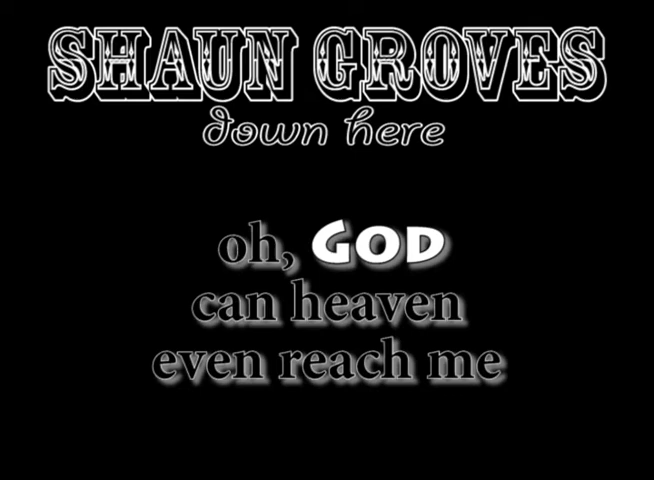 SHAUN GROVES
down here
oh, GOD
can heaven
even reach me